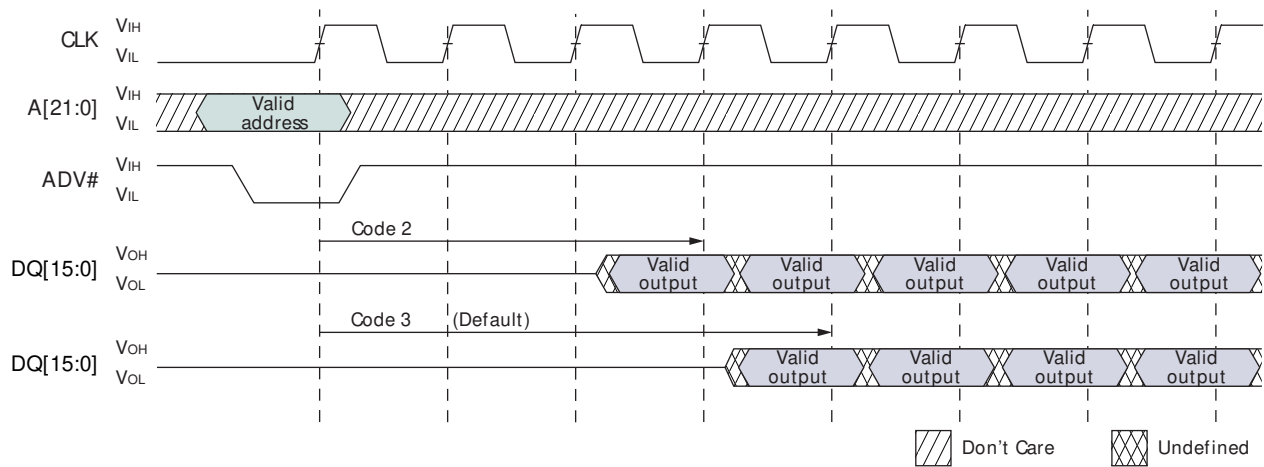 CLK
VIH
VIL
A[21:0]
VIH
VIL
Valid
address
ADV#
VIH
VIL
Code 2
DQ[15:0]
VOH
VOL
Valid
output
Valid
output
Valid
output
Valid
output
Valid
output
Code 3 (Default)
DQ[15:0]
VOH
VOL
Valid
output
Valid
output
Valid
output
Valid
output
Don't Care
Undefined